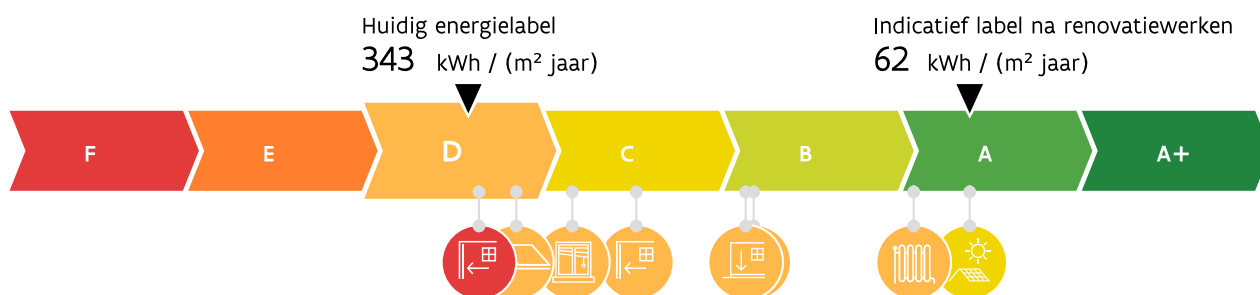 Huidig energielabel
343 kWh / (m² jaar)
Indicatief label na renovatiewerken
62 kWh / (m² jaar)
F E D C B A A+